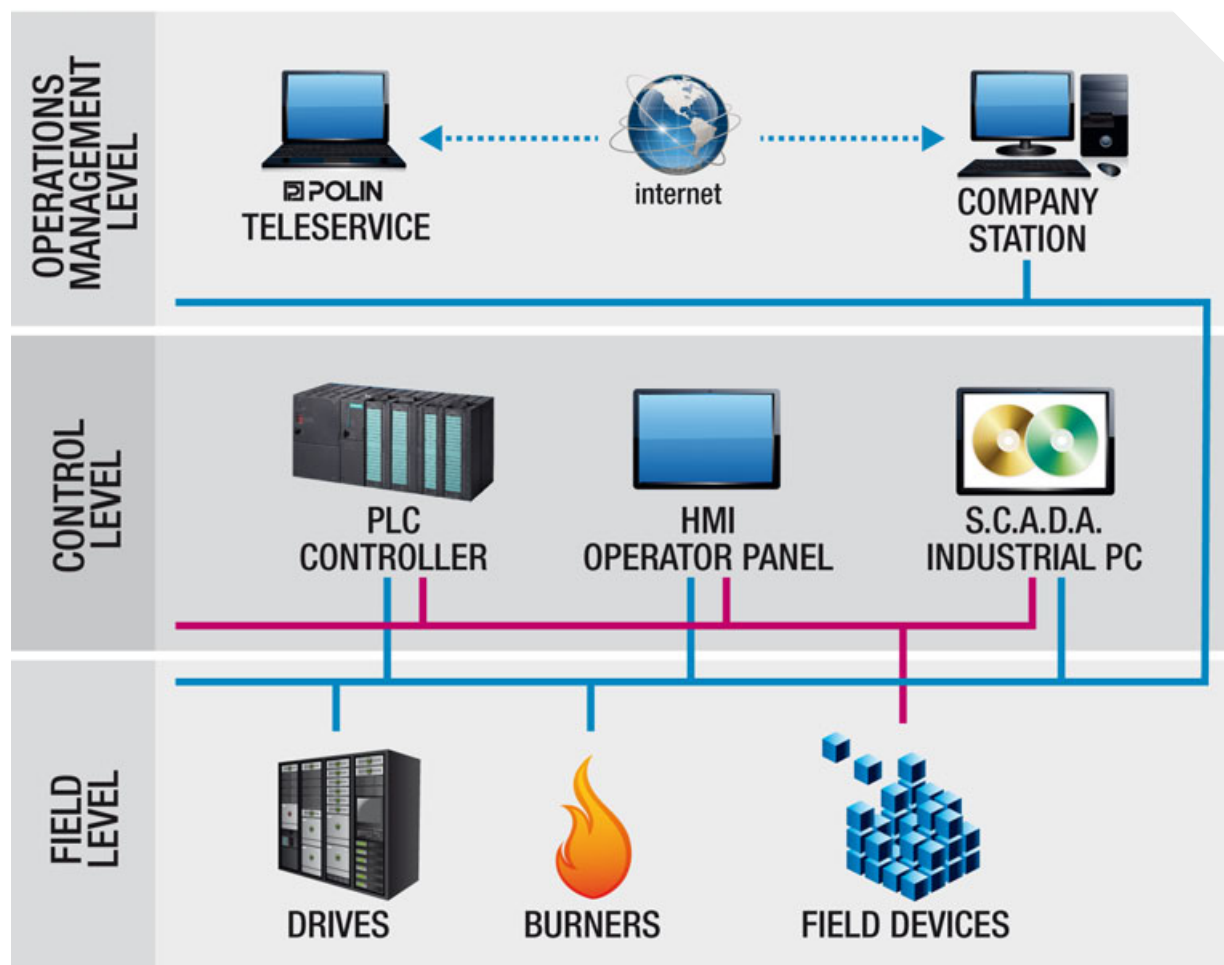 OPERATIONS
MANAGEMENT
LEVEL
POLIN
TELESERVICE
internet
COMPANY
STATION
CONTROL
LEVEL
PLC
CONTROLLER
HMI
OPERATOR PANEL
S.C.A.D.A.
INDUSTRIAL PC
FIELD
LEVEL
DRIVES
BURNERS
FIELD DEVICES